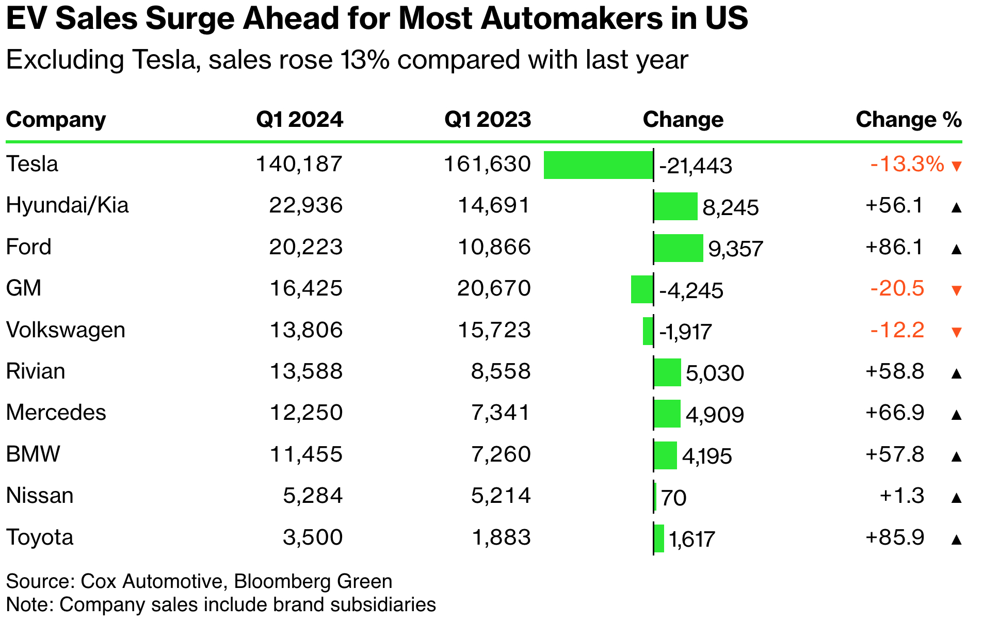 EV Sales Surge Ahead for Most Automakers in US
Excluding Tesla, sales rose 13% compared with last year
Company Q1 2024 Q1 2023 Change Change %
Tesla 140,187 161,630 -21,443 -13.3% ▼
Hyundai/Kia 22,936 14,691 8,245 +56.1 ▲
Ford 20,223 10,866 9,357 +86.1 ▲
GM 16,425 20,670 -4,245 -20.5 ▼
Volkswagen 13,806 15,723 -1,917 -12.2 ▼
Rivian 13,588 8,558 5,030 +58.8 ▲
Mercedes 12,250 7,341 4,909 +66.9 ▲
BMW 11,455 7,260 4,195 +57.8 ▲
Nissan 5,284 5,214 70 +1.3 ▲
Toyota 3,500 1,883 1,617 +85.9 ▲
Source: Cox Automotive, Bloomberg Green
Note: Company sales include brand subsidiaries